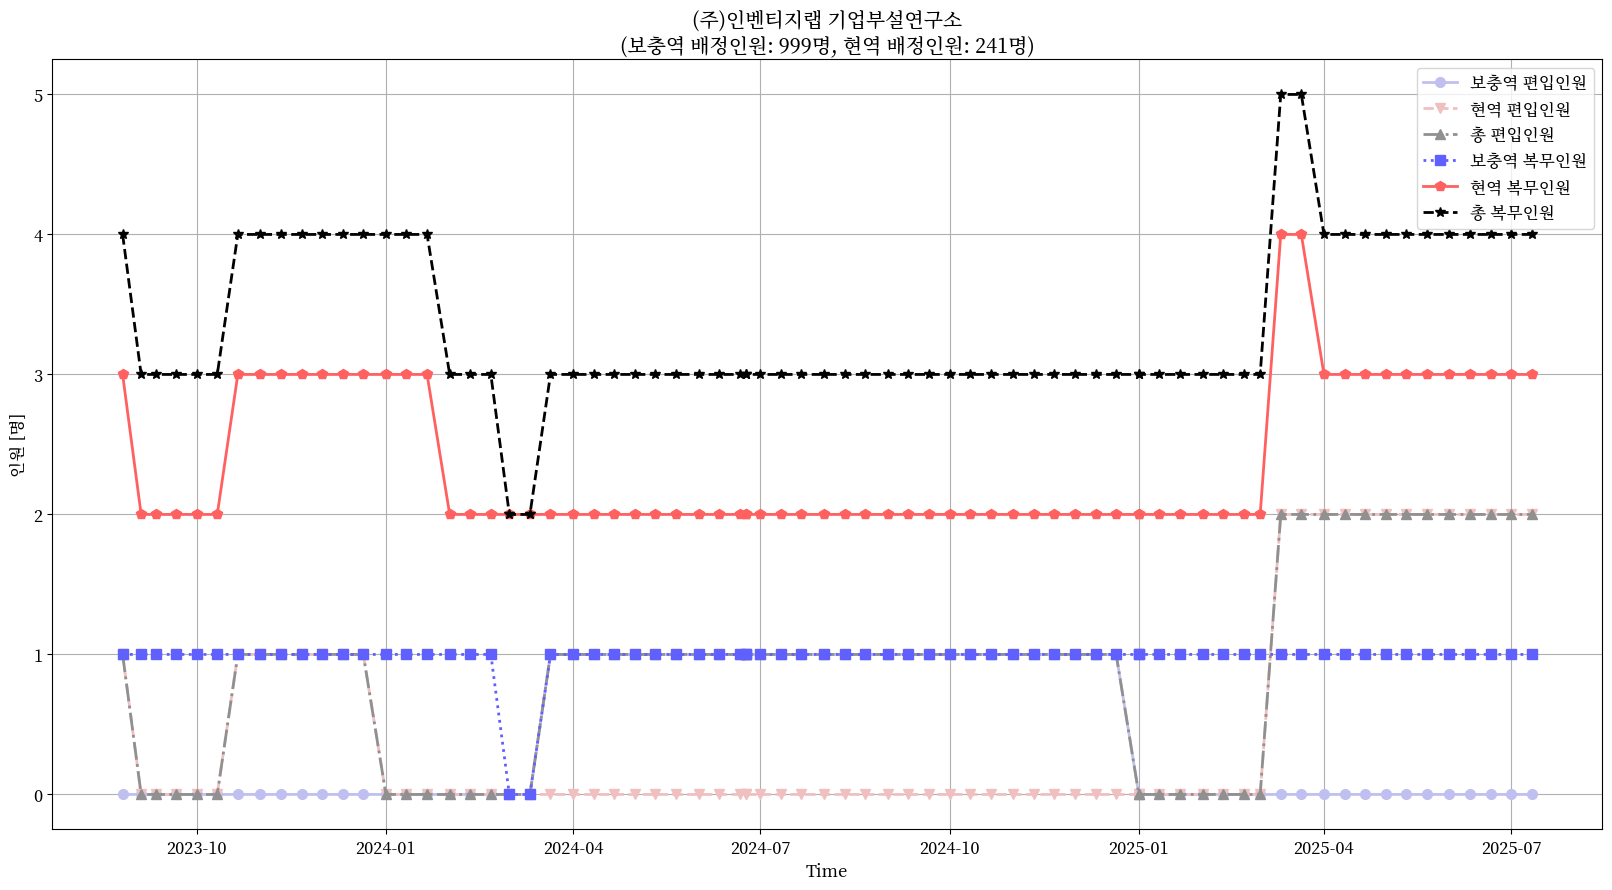 (주)인벤티지랩 기업부설연구소
(보충역 배정인원: 999명, 현역 배정인원: 241명)
보충역 편입인원
현역 편입인원
총 편입인원
보충역 복무인원
현역 복무인원
총 복무인원
인원 [명]
5
4
3
2
1
0
2023-10
2024-01
2024-04
2024-07
2024-10
2025-01
2025-04
2025-07
Time